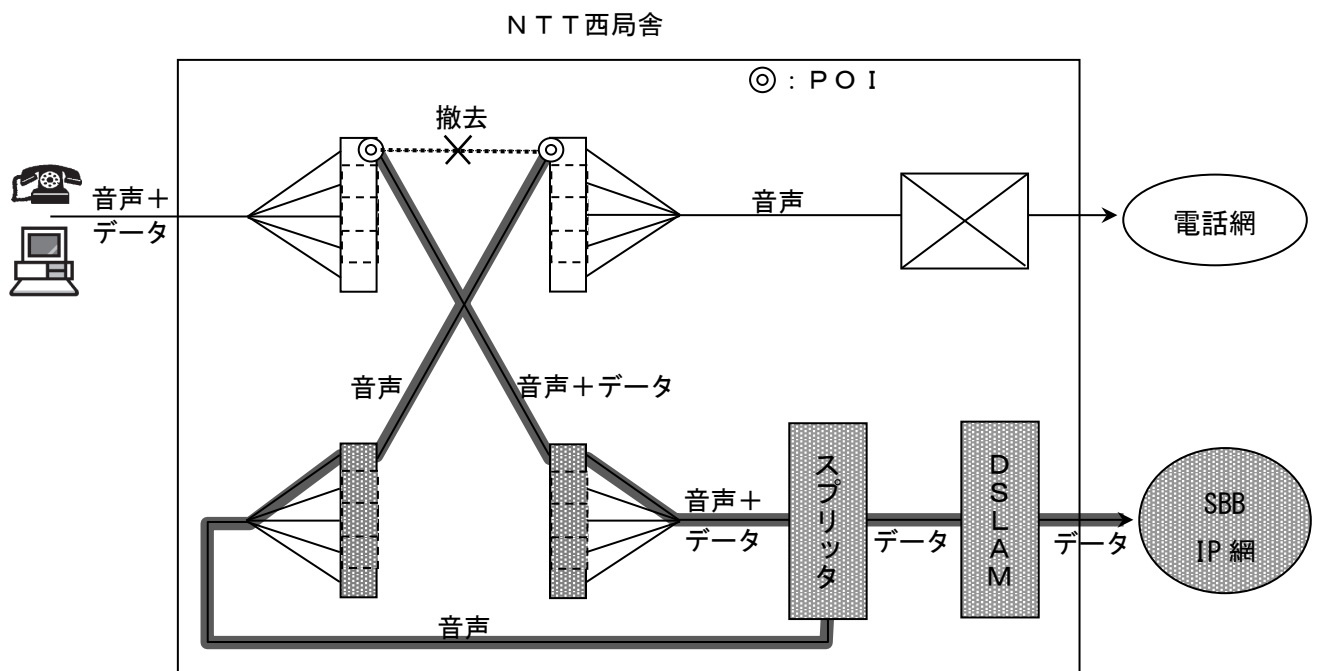 ＮＴＴ西局舎
◎：ＰＯＩ
撤去
音声＋
データ
音声
電話網
音声
音声＋データ
音声＋
データ
スプリッタ
データ
DSLAM
データ
SBB
IP 網
音声